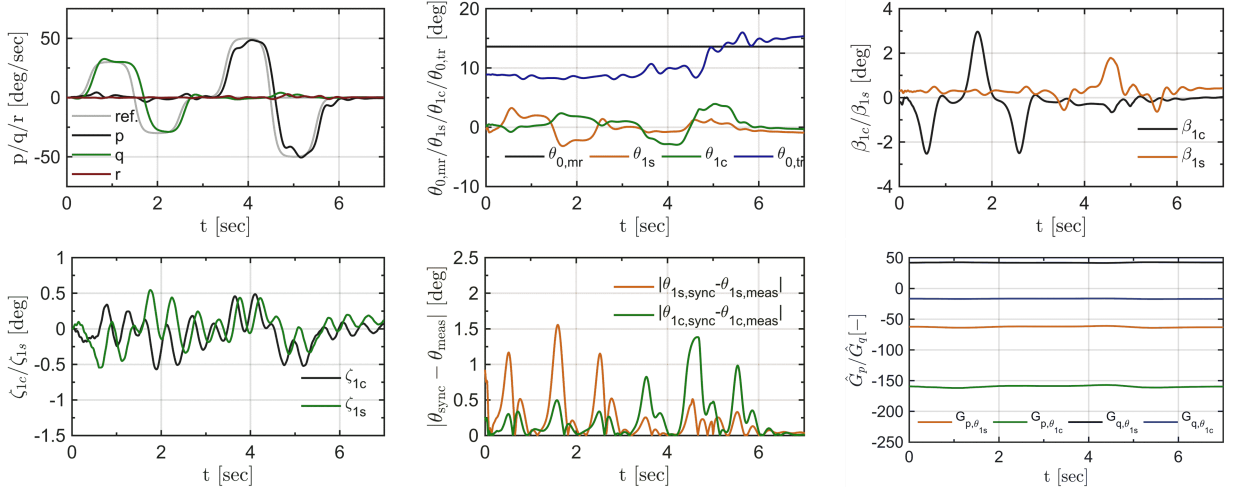 p/q/r [deg/sec]
50
0
-50
ref.
p
q
r
0 2 4 6
t [sec]
θ0,mr/θ1s/θ1c/θ0,tr [deg]
20
10
0
-10
θ0,mr θ1s θ1c θ0,tr
0 2 4 6
t [sec]
β1c/β1s [deg]
4
2
0
-2
-4
β1c
β1s
0 2 4 6
t [sec]
ζ1c/ζ1s [deg]
1
0.5
0
-0.5
-1
-1.5
ζ1c
ζ1s
0 2 4 6
t [sec]
|θsync − θmeas| [deg]
2.5
2
1.5
1
0.5
0
|θ1s,sync-θ1s,meas|
|θ1c,sync-θ1c,meas|
0 2 4 6
t [sec]
Ĝp/Ĝq[−]
50
0
-50
-100
-150
-200
-250
Gp,θ1s Gp,θ1c Gq,θ1s Gq,θ1c
0 2 4 6
t [sec]